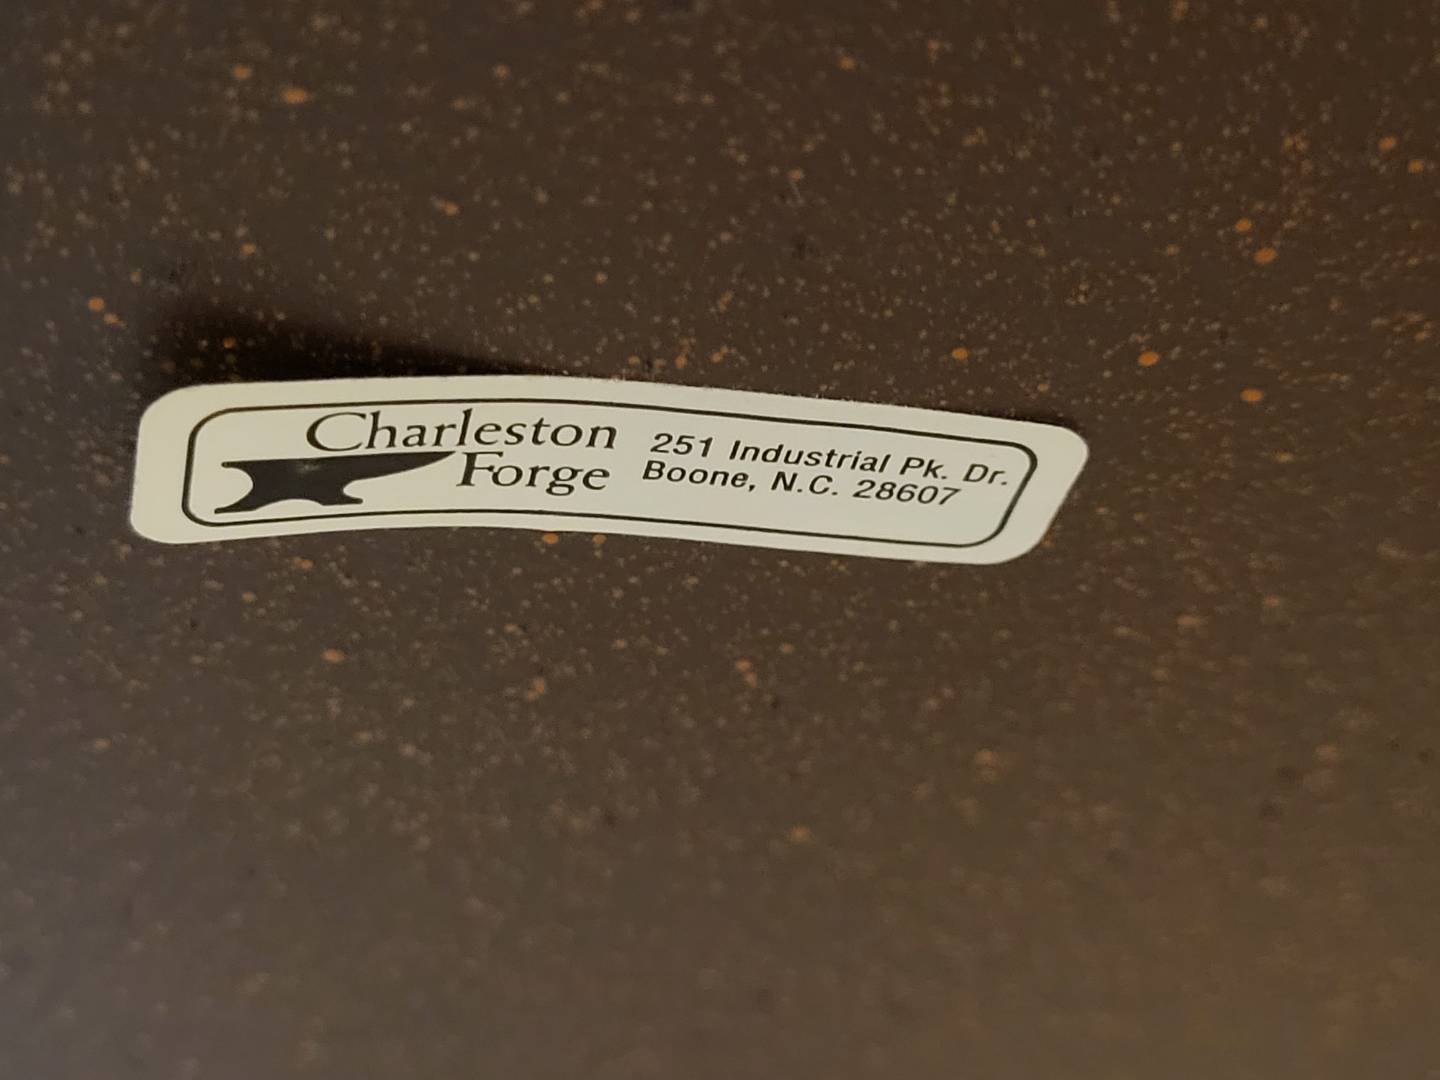 Charleston
Forge
251 Industrial Pk. Dr.
Boone, N.C. 28607